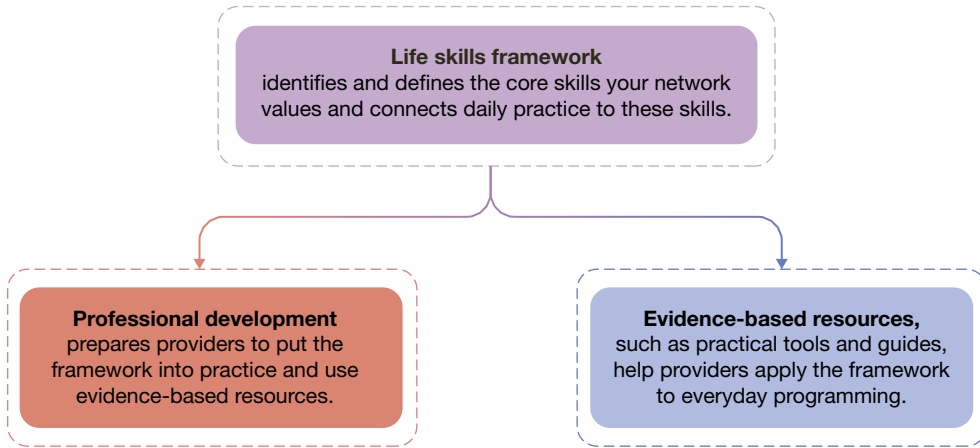 Life skills framework
identifies and defines the core skills your network
values and connects daily practice to these skills.
Professional development
prepares providers to put the
framework into practice and use
evidence-based resources.
Evidence-based resources,
such as practical tools and guides,
help providers apply the framework
to everyday programming.